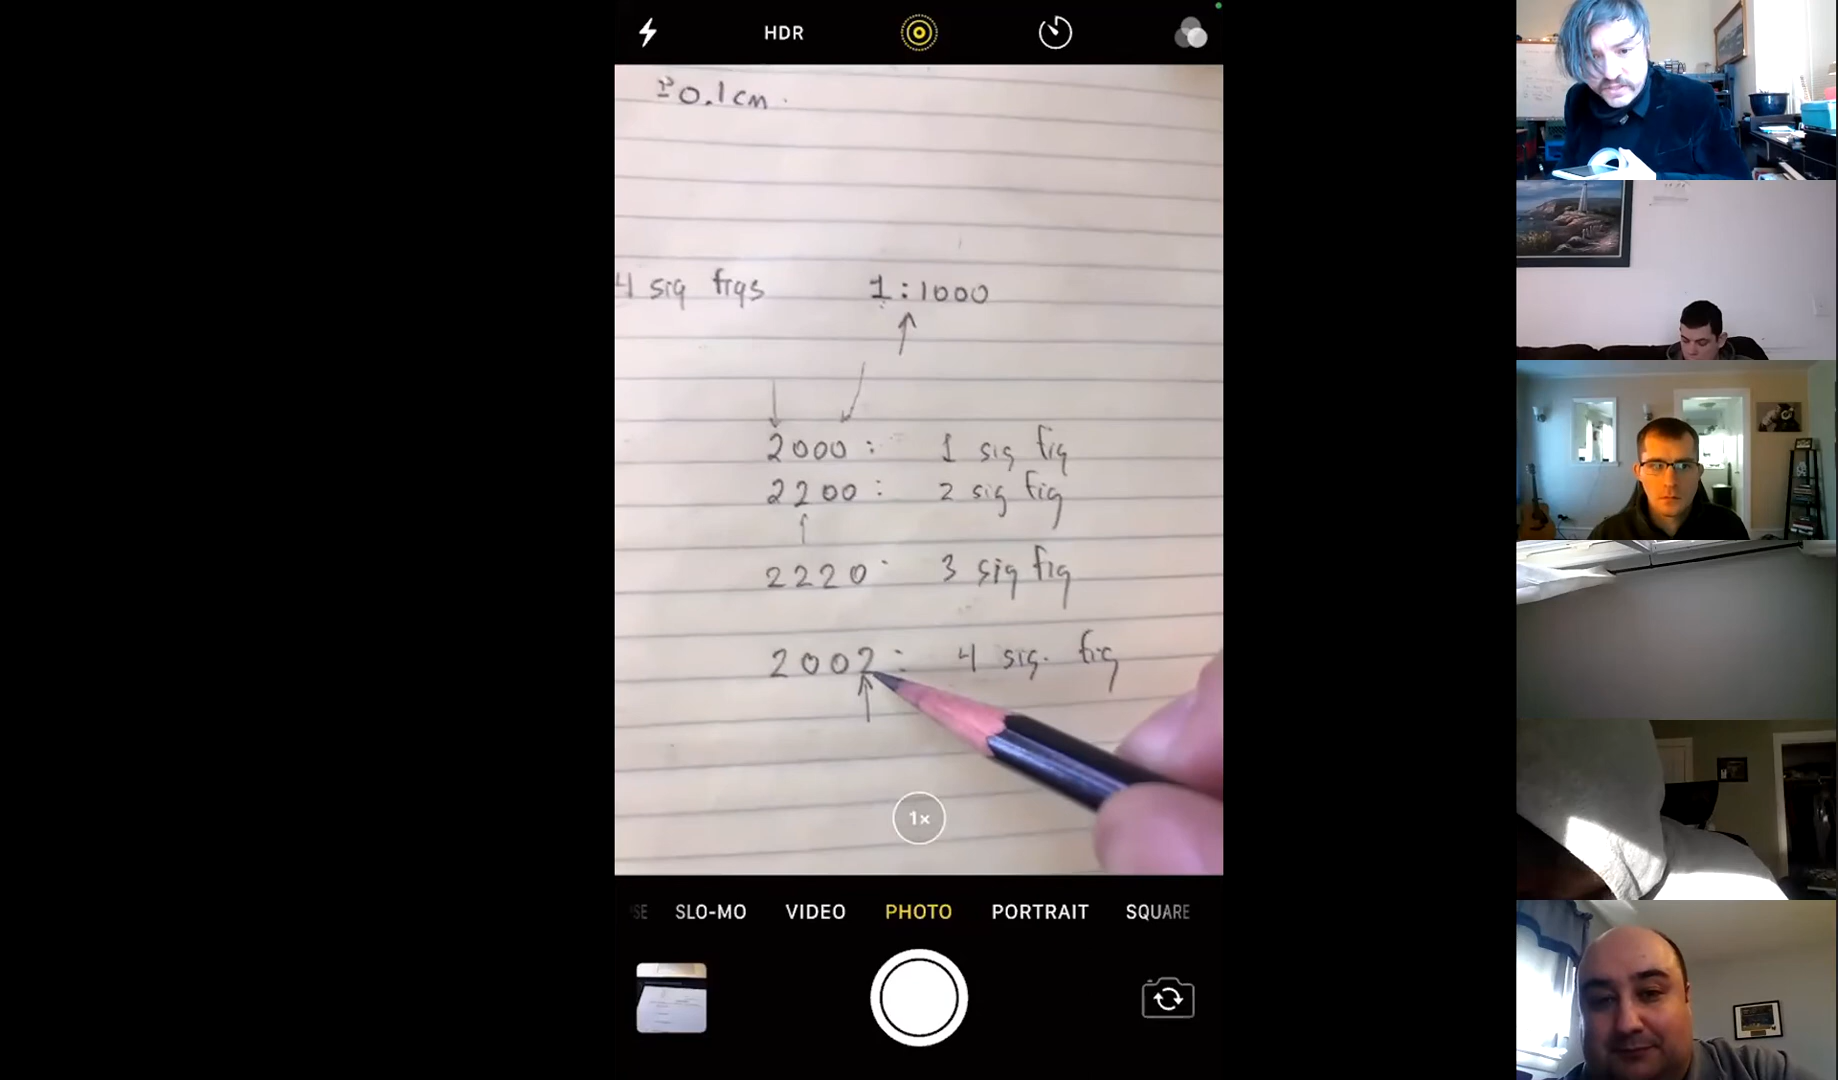 HDR
±0.1cm.
4 sig figs 1:1000
2000: 1 sig fig
2200: 2 sig fig
2220: 3 sig fig
2002: 4 sig. fig
1×
SE SLO-MO VIDEO PHOTO PORTRAIT SQUARE